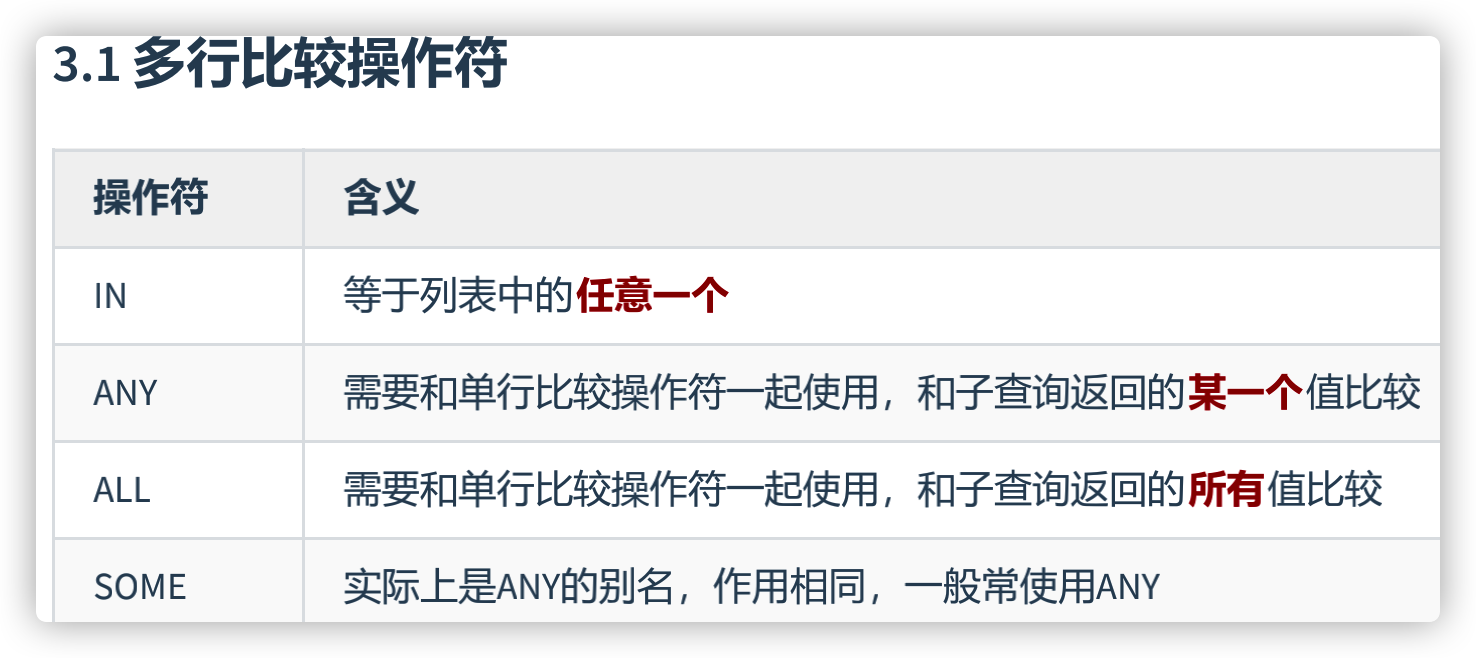 3.1 多行比较操作符
操作符 含义
IN 等于列表中的任意一个
ANY 需要和单行比较操作符一起使用，和子查询返回的某一个值比较
ALL 需要和单行比较操作符一起使用，和子查询返回的所有值比较
SOME 实际上是ANY的别名，作用相同，一般常使用ANY